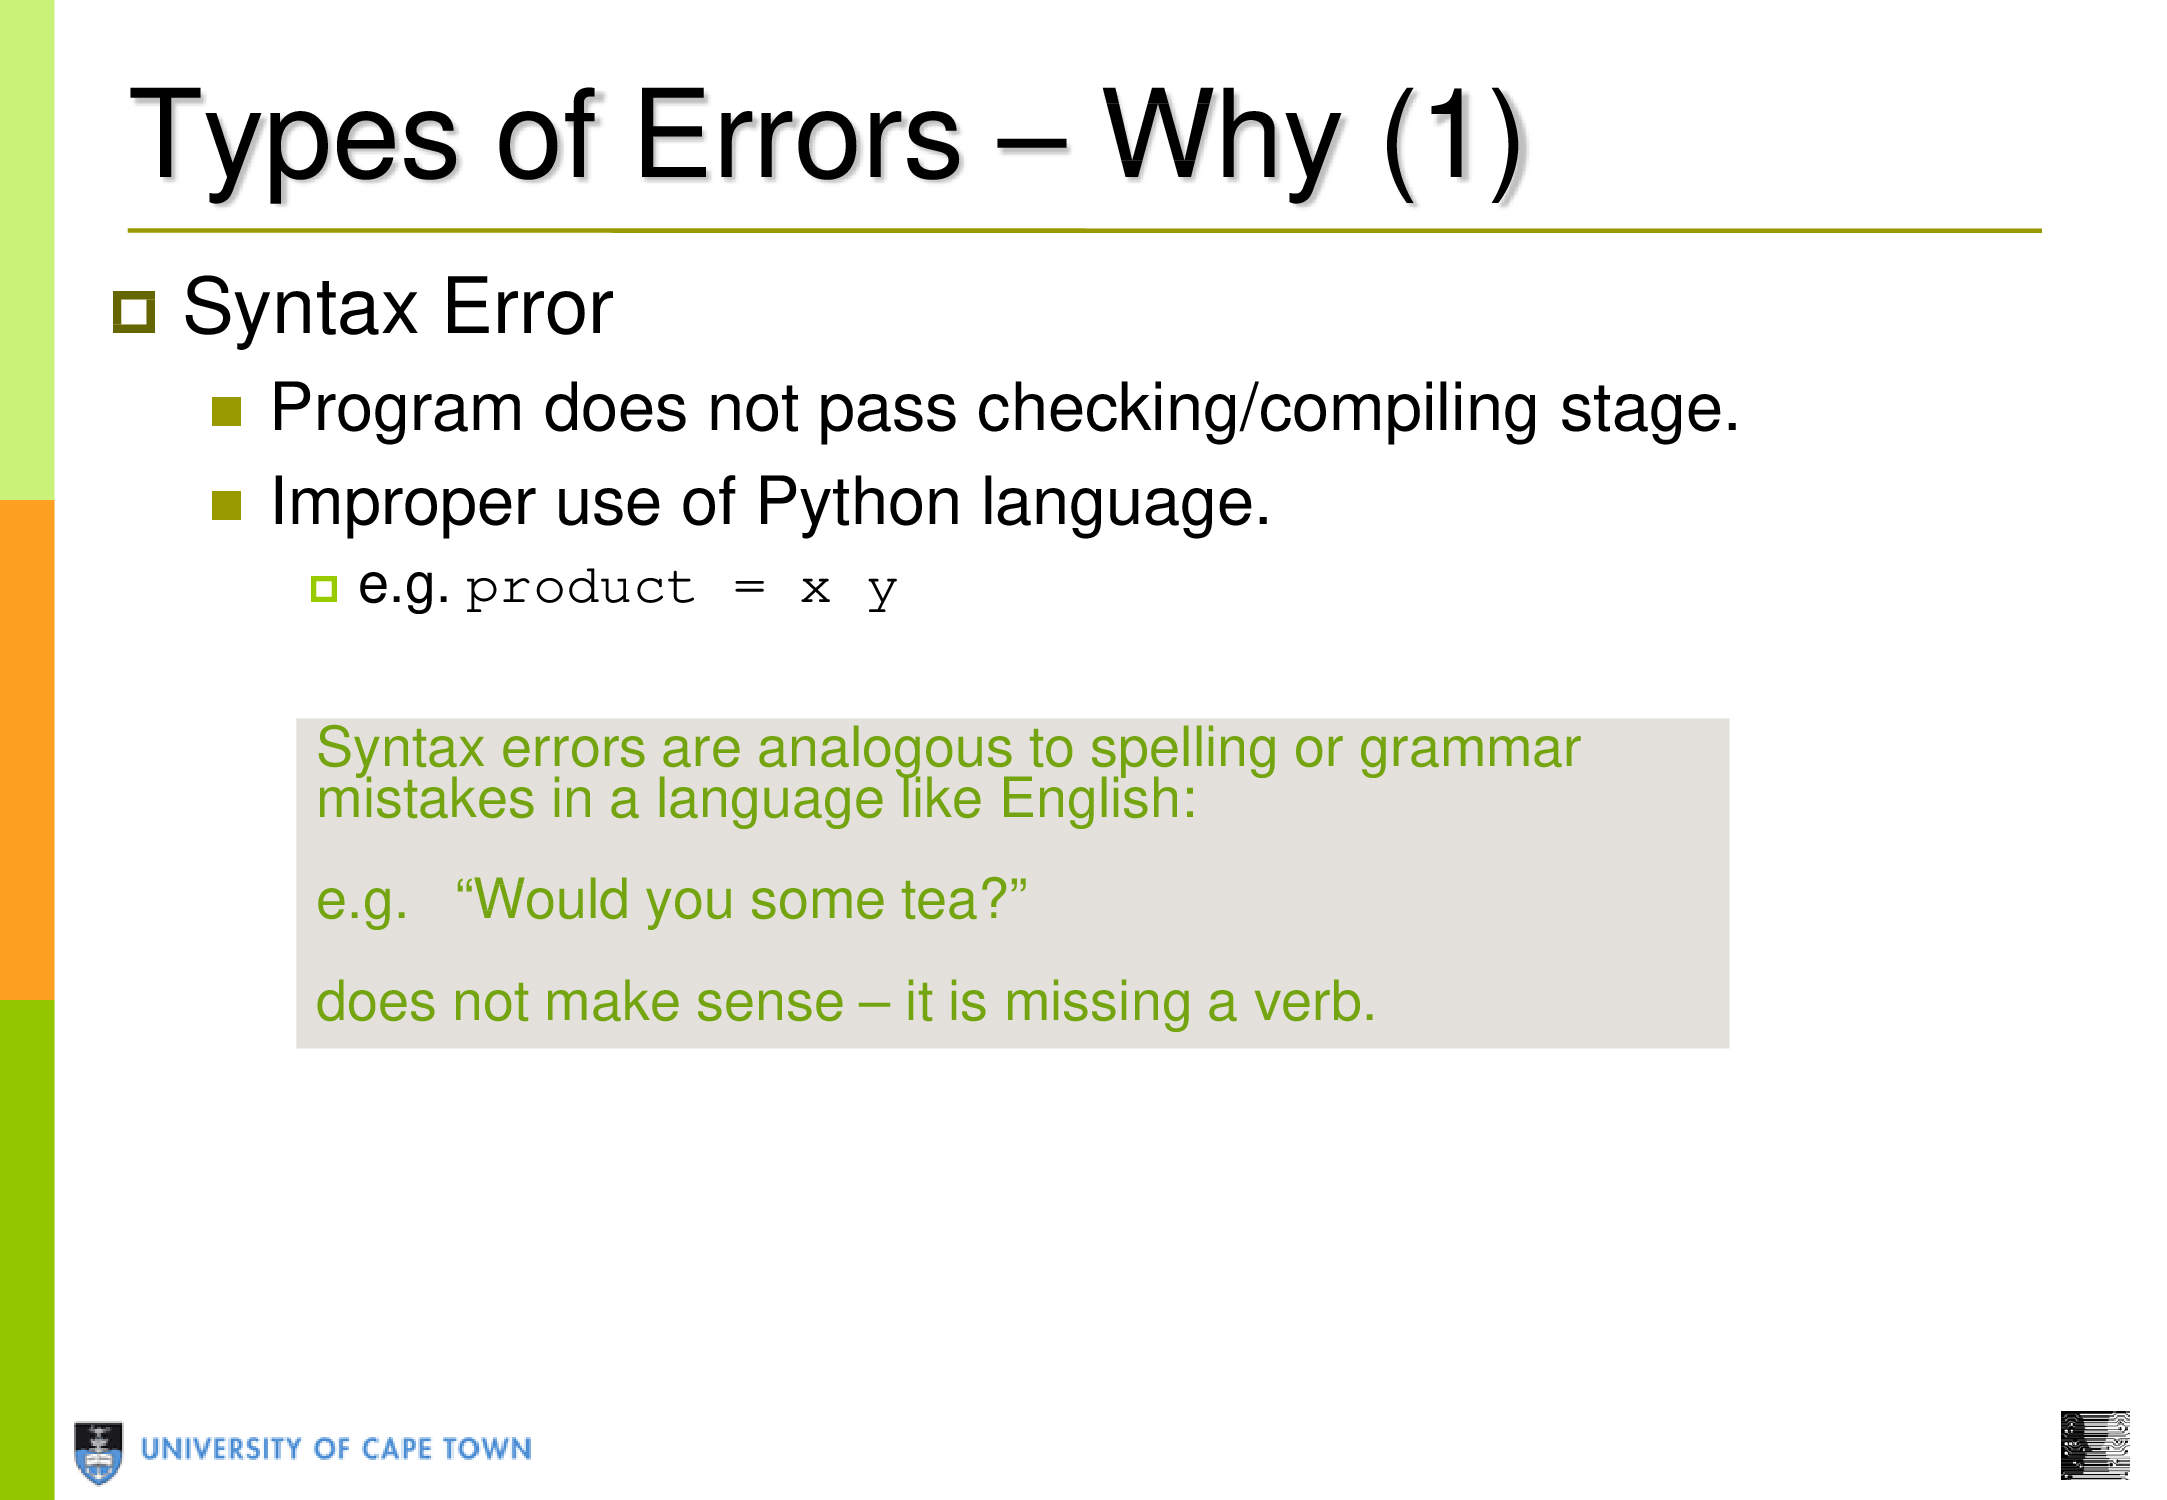 Types of Errors – Why (1)
Syntax Error
Program does not pass checking/compiling stage.
Improper use of Python language.
e.g. product = x y
Syntax errors are analogous to spelling or grammar
mistakes in a language like English:
e.g. “Would you some tea?”
does not make sense – it is missing a verb.
UNIVERSITY OF CAPE TOWN